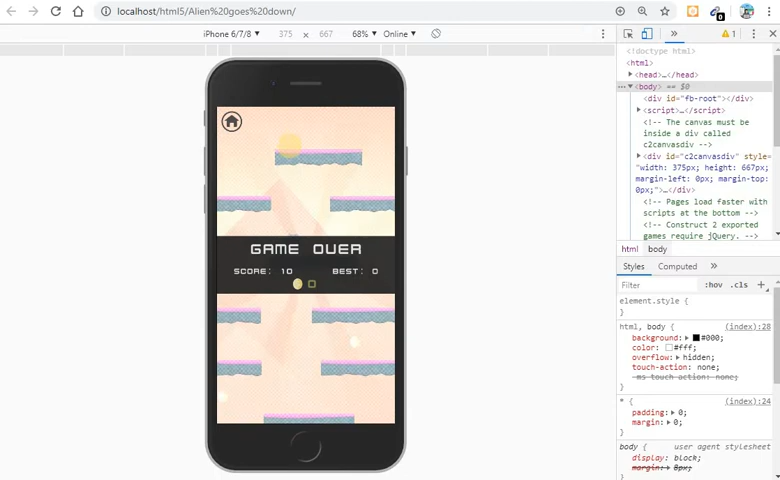 localhost/html5/Alien%20goes%20down/
iPhone 6/7/8 ▼ 375 × 667 68% ▼ Online ▼
» 1
<!doctype html>
<html>
<head>…</head>
<body> == $0
<div id="fb-root"></div>
<script>…</script>
<!-- The canvas must be
inside a div called
c2canvasdiv -->
<div id="c2canvasdiv" style=
"width: 375px; height: 667px;
margin-left: 0px; margin-top:
0px;">…</div>
<!-- Pages load faster with
scripts at the bottom -->
<!-- Construct 2 exported
games require jQuery. -->
html body
Styles Computed »
Filter :hov .cls +
element.style {
}
html, body { (index):28
background: #000;
color: #fff;
overflow: hidden;
touch-action: none;
-ms-touch-action: none;
}
* { (index):24
padding: 0;
margin: 0;
}
body { user agent stylesheet
display: block;
margin: 8px;
GAME OVER
SCORE: 10 BEST: 0